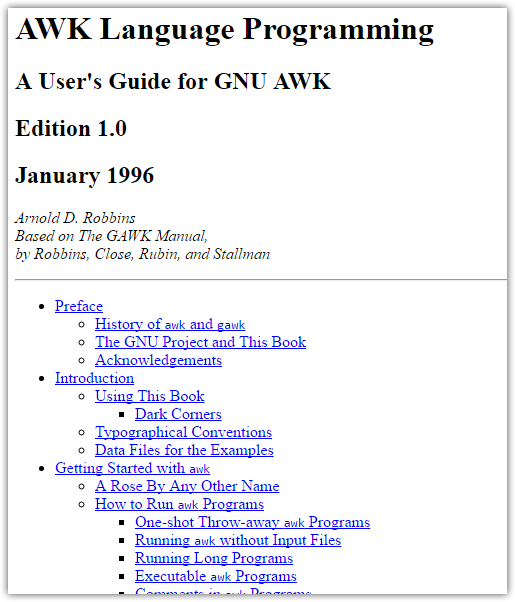 AWK Language Programming
A User's Guide for GNU AWK
Edition 1.0
January 1996
Arnold D. Robbins
Based on The GAWK Manual,
by Robbins, Close, Rubin, and Stallman
Preface
History of awk and gawk
The GNU Project and This Book
Acknowledgements
Introduction
Using This Book
Dark Corners
Typographical Conventions
Data Files for the Examples
Getting Started with awk
A Rose By Any Other Name
How to Run awk Programs
One-shot Throw-away awk Programs
Running awk without Input Files
Running Long Programs
Executable awk Programs
Comments in awk Programs